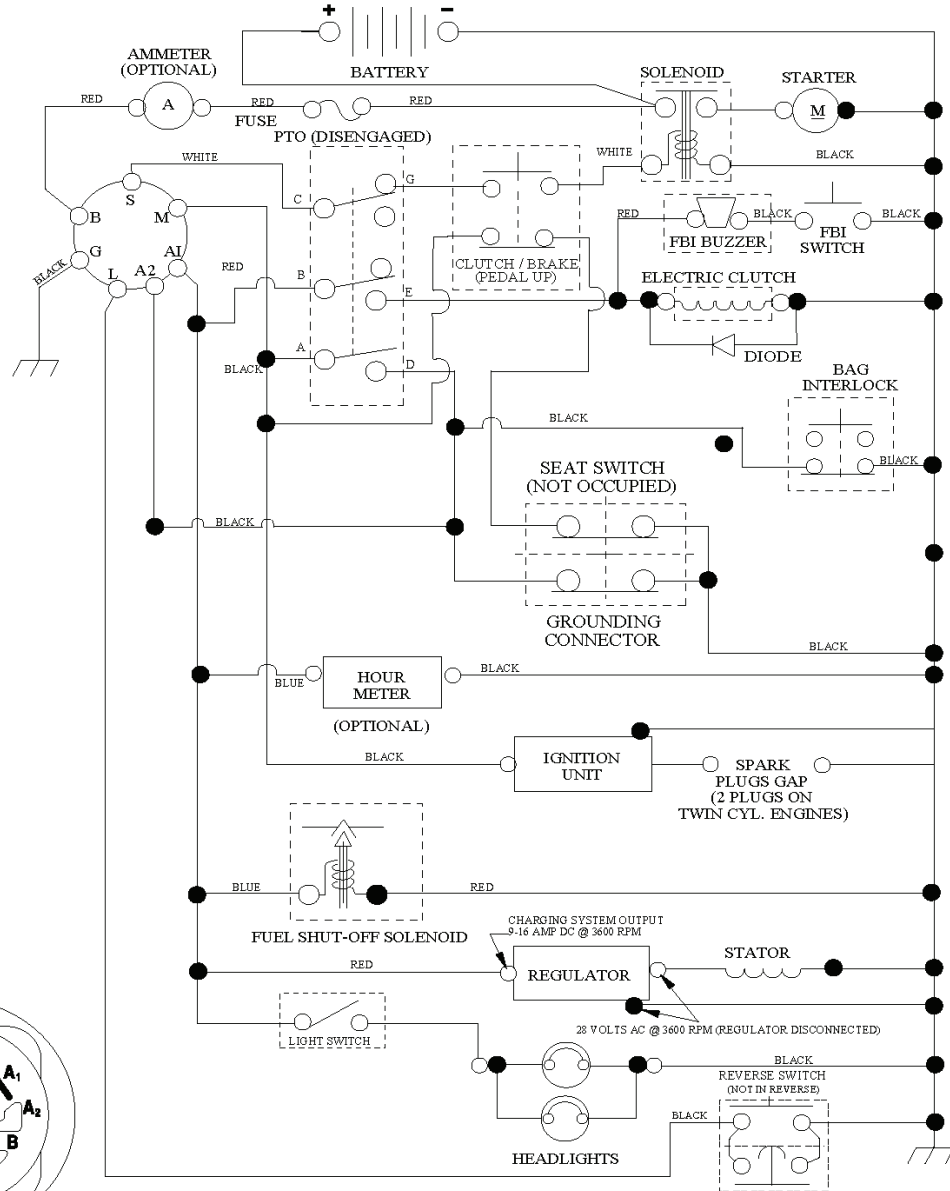 + -
AMMETER
(OPTIONAL)
BATTERY
SOLENOID
STARTER
RED
A
RED
FUSE
RED
M
PTO (DISENGAGED)
WHITE
WHITE
BLACK
S
B
M
G
L
A2
A1
C
G
B
E
A
D
RED
BLACK
BLACK
CLUTCH / BRAKE
(PEDAL UP)
RED
BLACK
BLACK
FBI BUZZER
FBI
SWITCH
ELECTRIC CLUTCH
DIODE
BAG
INTERLOCK
BLACK
BLACK
SEAT SWITCH
(NOT OCCUPIED)
BLACK
GROUNDING
CONNECTOR
BLACK
BLUE
HOUR
METER
BLACK
(OPTIONAL)
BLACK
IGNITION
UNIT
SPARK
PLUGS GAP
(2 PLUGS ON
TWIN CYL. ENGINES)
BLUE
RED
FUEL SHUT-OFF SOLENOID
CHARGING SYSTEM OUTPUT
9-16 AMP DC @ 3600 RPM
RED
REGULATOR
STATOR
28 VOLTS AC @ 3600 RPM (REGULATOR DISCONNECTED)
LIGHT SWITCH
BLACK
REVERSE SWITCH
(NOT IN REVERSE)
BLACK
HEADLIGHTS
A1
A2
B